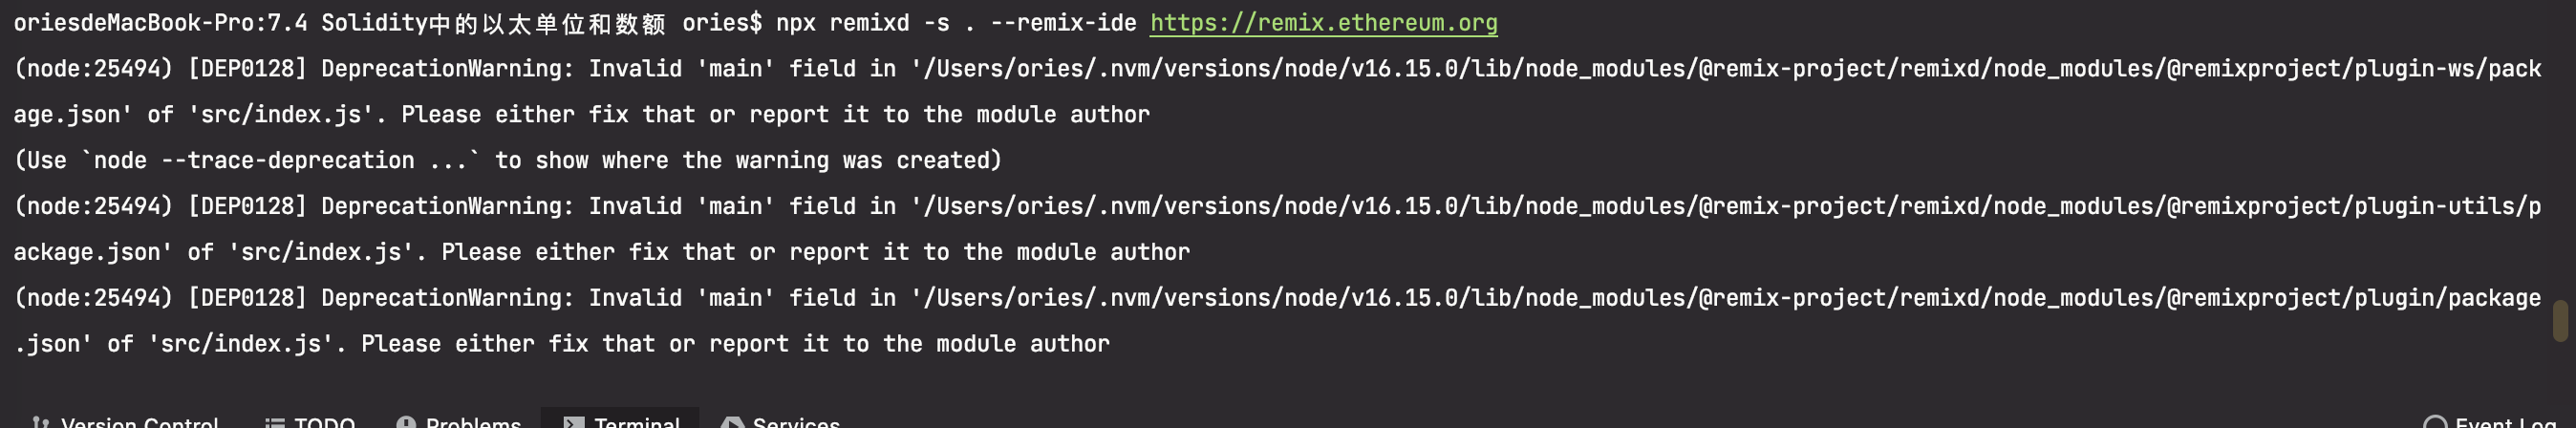 oriesdeMacBook-Pro:7.4 Solidity中的以太单位和数额 ories$ npx remixd -s . --remix-ide https://remix.ethereum.org
(node:25494) [DEP0128] DeprecationWarning: Invalid 'main' field in '/Users/ories/.nvm/versions/node/v16.15.0/lib/node_modules/@remix-project/remixd/node_modules/@remixproject/plugin-ws/pack
age.json' of 'src/index.js'. Please either fix that or report it to the module author
(Use `node --trace-deprecation ...` to show where the warning was created)
(node:25494) [DEP0128] DeprecationWarning: Invalid 'main' field in '/Users/ories/.nvm/versions/node/v16.15.0/lib/node_modules/@remix-project/remixd/node_modules/@remixproject/plugin-utils/p
ackage.json' of 'src/index.js'. Please either fix that or report it to the module author
(node:25494) [DEP0128] DeprecationWarning: Invalid 'main' field in '/Users/ories/.nvm/versions/node/v16.15.0/lib/node_modules/@remix-project/remixd/node_modules/@remixproject/plugin/package
.json' of 'src/index.js'. Please either fix that or report it to the module author
Version Control TODO Problems Terminal Services Event Log